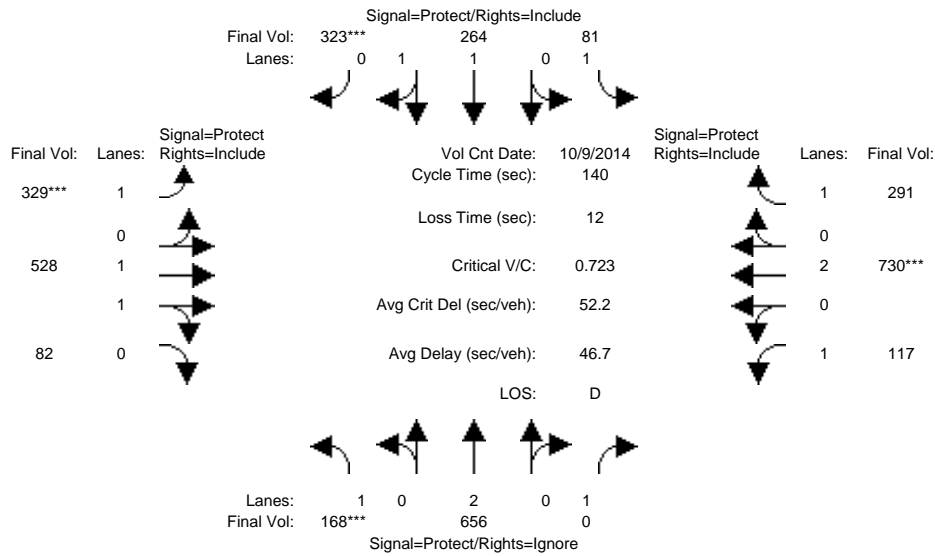 Signal=Protect/Rights=Include
Final Vol: 323*** 264 81
Lanes: 0 1 1 0 1
Signal=Protect Signal=Protect
Final Vol: Lanes: Rights=Include Vol Cnt Date: 10/9/2014 Rights=Include Lanes: Final Vol:
Cycle Time (sec): 140
329*** 1 1 291
Loss Time (sec): 12
0 0
528 1 Critical V/C: 0.723 2 730***
1 Avg Crit Del (sec/veh): 52.2 0
82 0 Avg Delay (sec/veh): 46.7 1 117
LOS: D
Lanes: 1 0 2 0 1
Final Vol: 168*** 656 0
Signal=Protect/Rights=Ignore